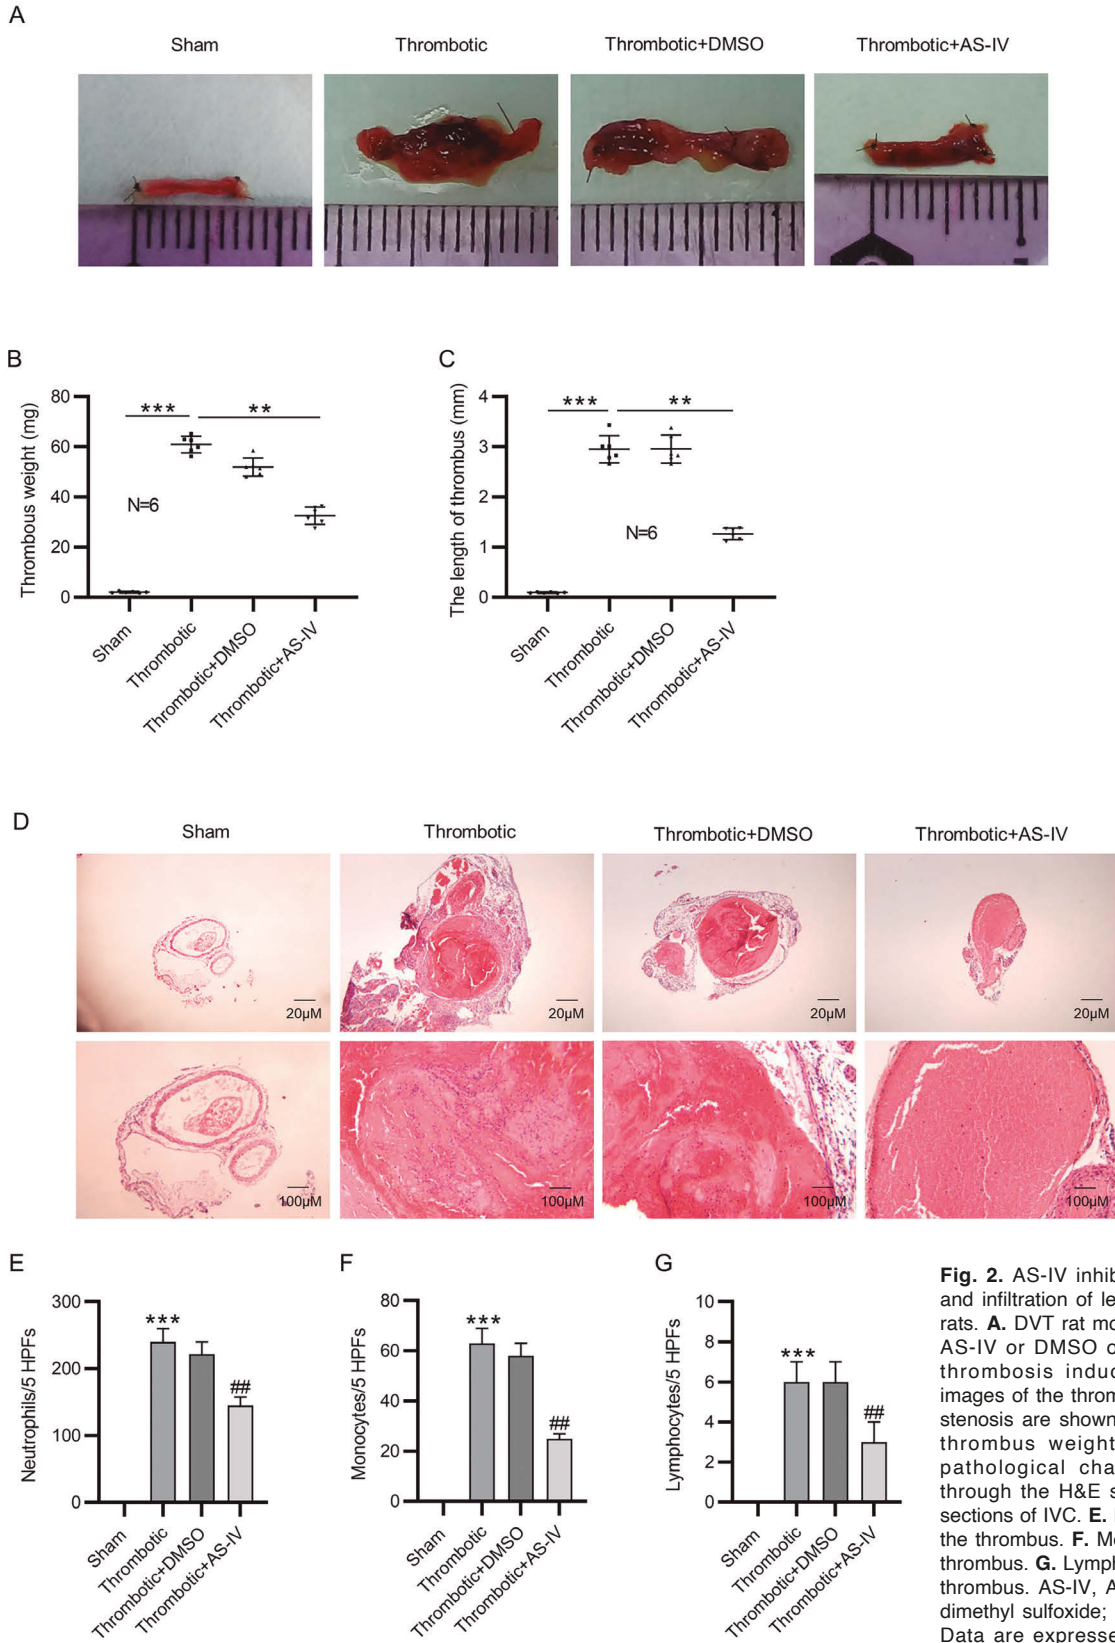 A
Sham
Thrombotic
Thrombotic+DMSO
Thrombotic+AS-IV
B
Thrombous weight (mg)
80
60
40
20
0
***
**
N=6
Sham
Thrombotic
Thrombotic+DMSO
Thrombotic+AS-IV
C
The length of thrombus (mm)
4
3
2
1
0
***
**
N=6
Sham
Thrombotic
Thrombotic+DMSO
Thrombotic+AS-IV
D
Sham
Thrombotic
Thrombotic+DMSO
Thrombotic+AS-IV
20μM
20μM
20μM
20μM
100μM
100μM
100μM
100μM
E
Neutrophils/5 HPFs
300
200
100
0
***
##
Sham
Thrombotic
Thrombotic+DMSO
Thrombotic+AS-IV
F
Monocytes/5 HPFs
80
60
40
20
0
***
##
Sham
Thrombotic
Thrombotic+DMSO
Thrombotic+AS-IV
G
Lymphocytes/5 HPFs
10
8
6
4
2
0
***
##
Sham
Thrombotic
Thrombotic+DMSO
Thrombotic+AS-IV
Fig. 2. AS-IV inhib
and infiltration of le
rats. A. DVT rat mo
AS-IV or DMSO o
thrombosis induc
images of the throm
stenosis are shown
thrombus weight
pathological cha
through the H&E s
sections of IVC. E.
the thrombus. F. Mo
thrombus. G. Lymph
thrombus. AS-IV, A
dimethyl sulfoxide;
Data are expresse